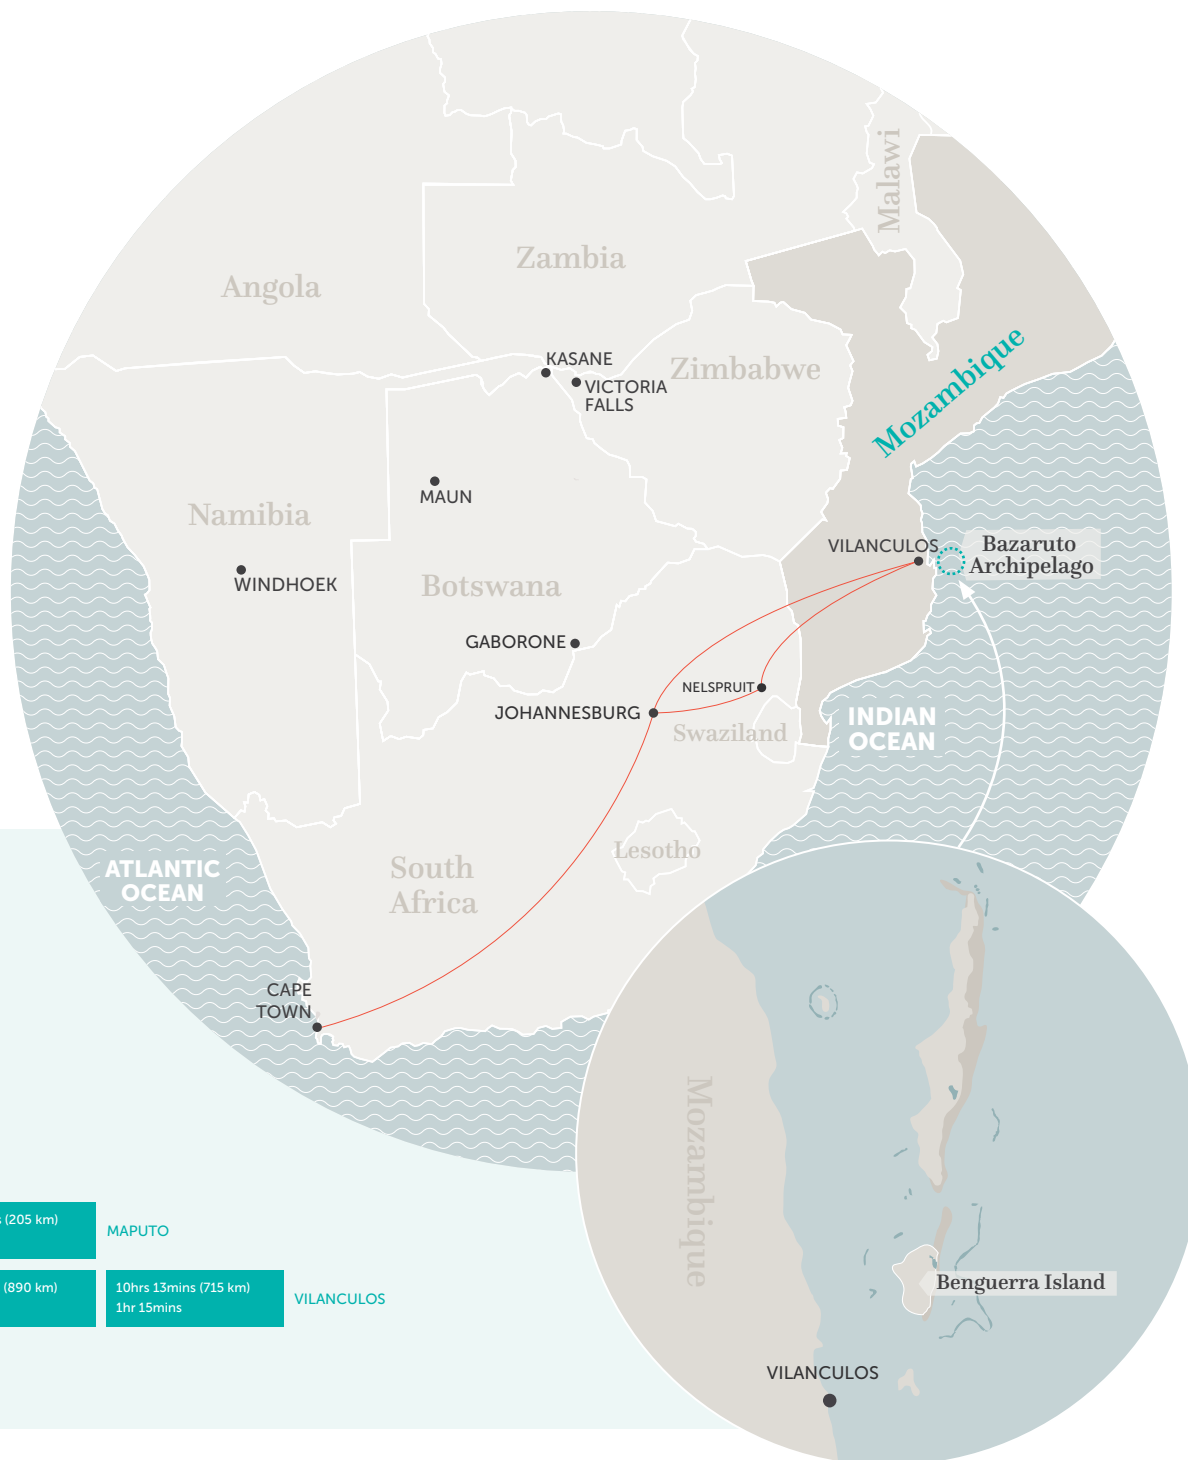 Malawi
Zambia
Angola
Mozambique
KASANE
VICTORIA
FALLS
Zimbabwe
MAUN
Namibia
VILANCULOS
Bazaruto
Archipelago
WINDHOEK
Botswana
GABORONE
NELSPRUIT
JOHANNESBURG
Swaziland
INDIAN
OCEAN
Lesotho
ATLANTIC
OCEAN
South
Africa
CAPE
TOWN
Mozambique
(205 km)
MAPUTO
(890 km)
10hrs 13mins (715 km)
1hr 15mins
VILANCULOS
Benguerra Island
VILANCULOS